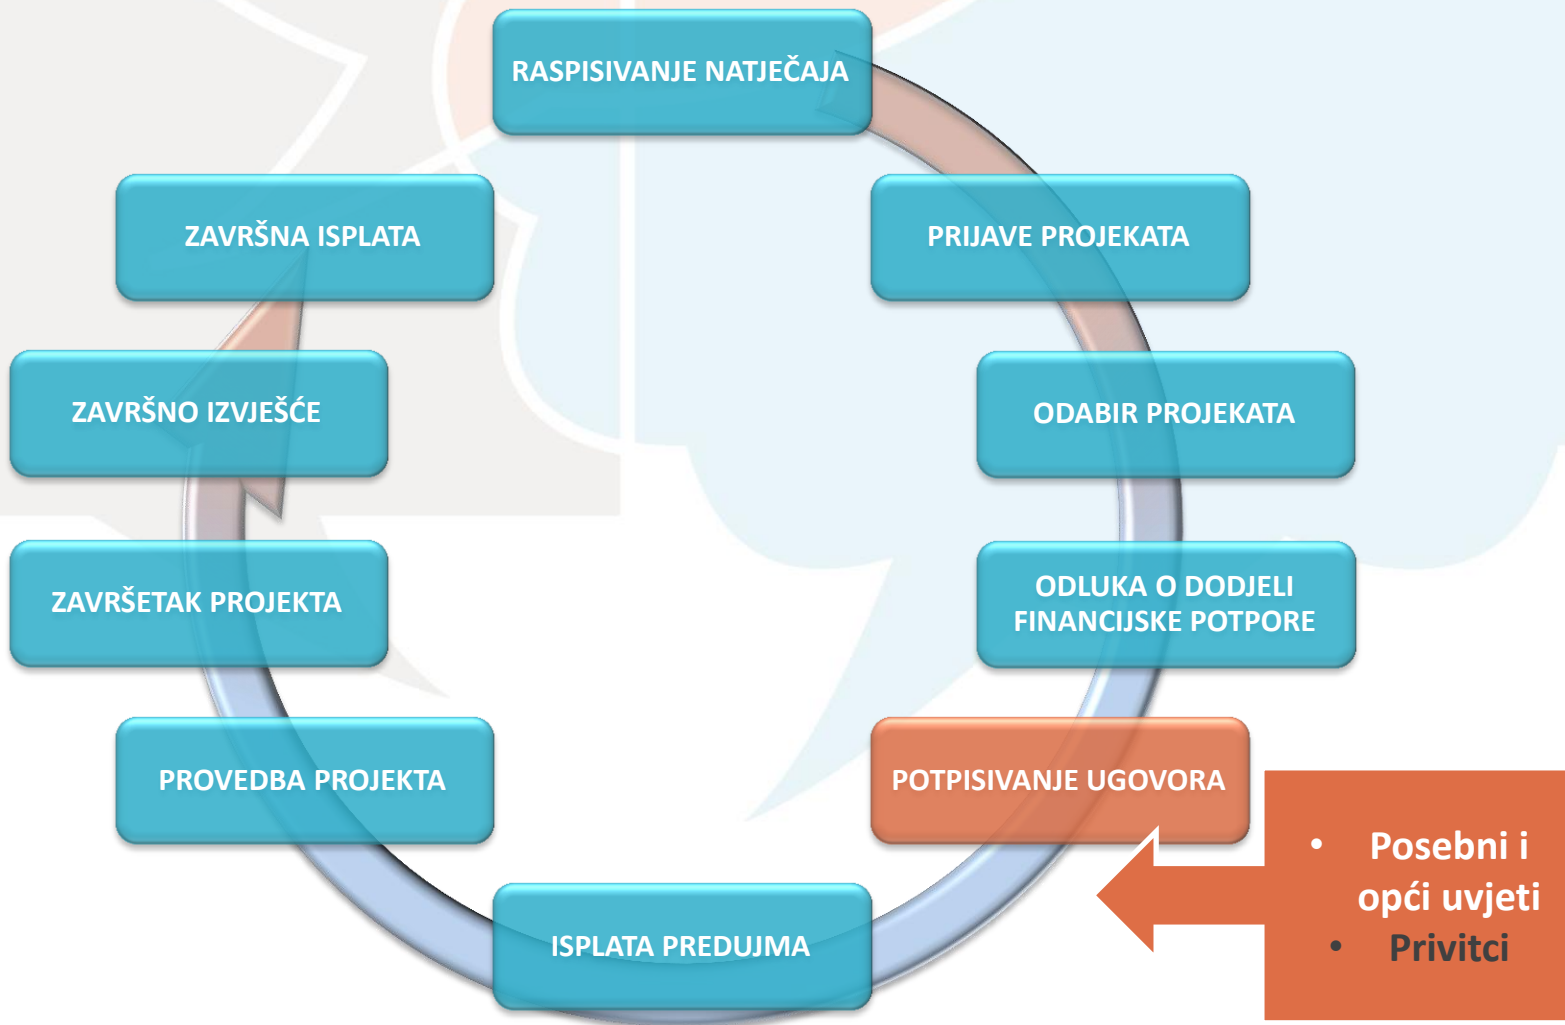 RASPISIVANJE NATJEČAJA
PRIJAVE PROJEKATA
ODABIR PROJEKATA
ODLUKA O DODJELI
FINANCIJSKE POTPORE
POTPISIVANJE UGOVORA
• Posebni i
opći uvjeti
• Privitci
ISPLATA PREDUJMA
PROVEDBA PROJEKTA
ZAVRŠETAK PROJEKTA
ZAVRŠNO IZVJEŠĆE
ZAVRŠNA ISPLATA